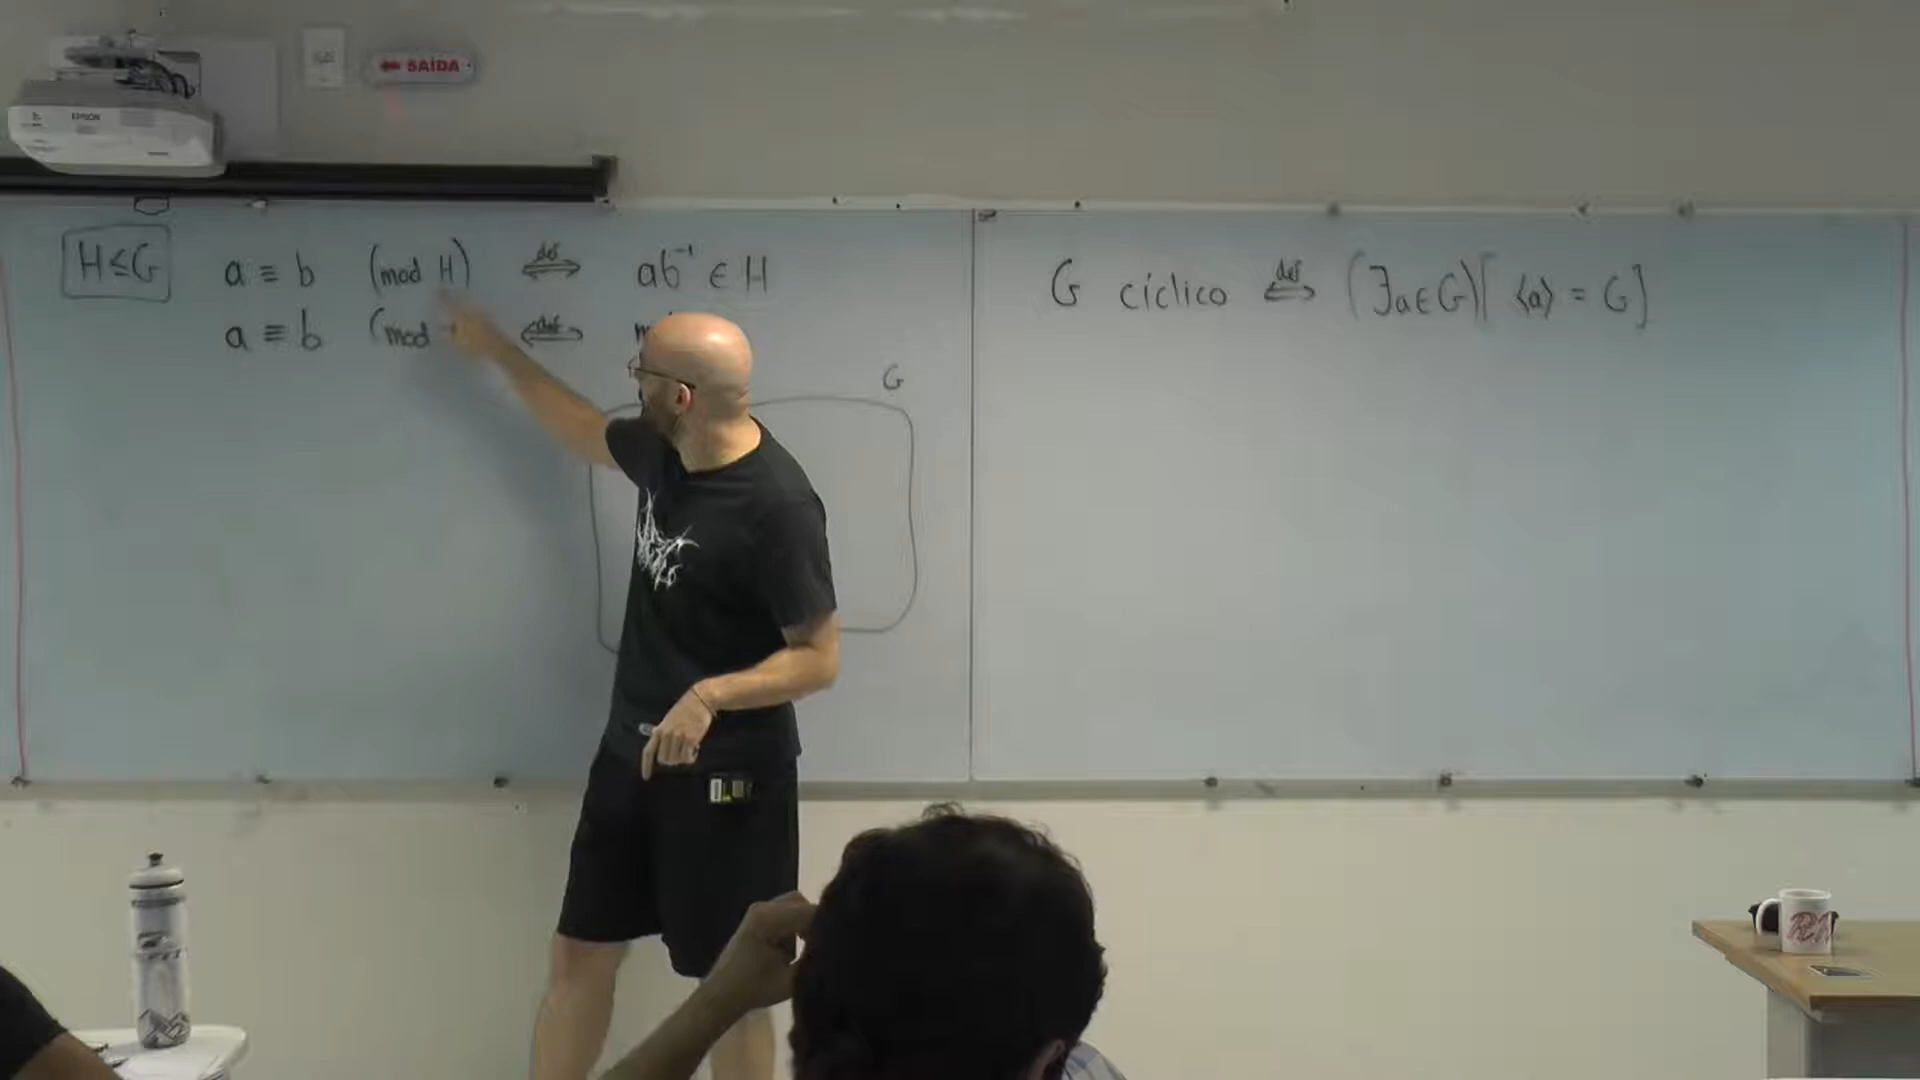 EPSON
SAÍDA
H≤G a ≡ b (mod H) ⟺ def ab⁻¹ ∈ H
a ≡ b (mod ⟺ def m
G
G cíclico ⟺ def (∃a∈G)[⟨a⟩ = G]